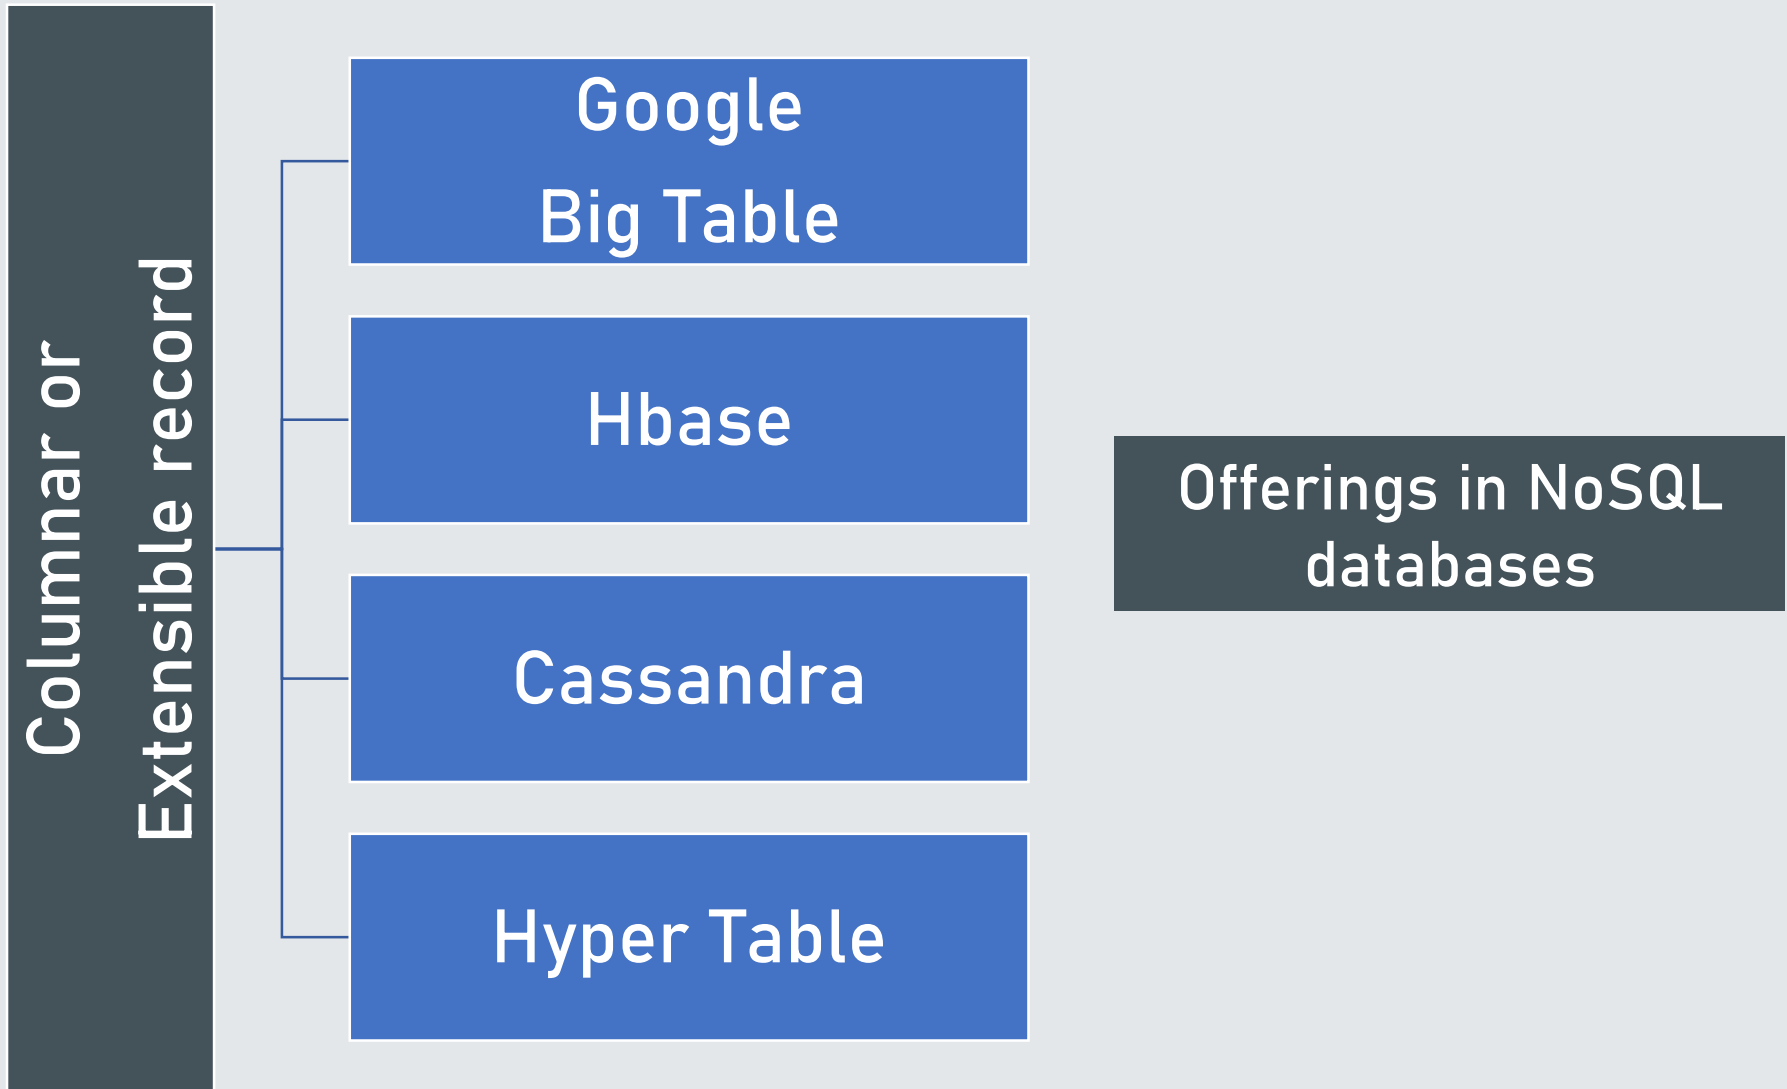 Columnar or
Extensible record
Google
Big Table
Hbase
Cassandra
Hyper Table
Offerings in NoSQL
databases